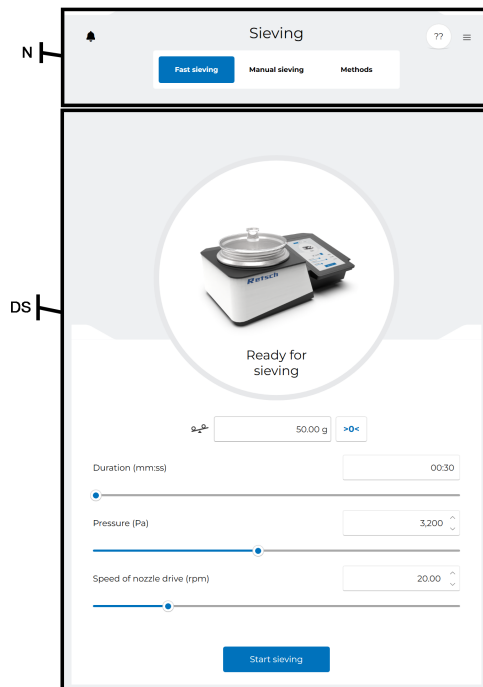 N
Sieving
??
Fast sieving
Manual sieving
Methods
DS
Retsch
Ready for
sieving
50.00 g
>0<
Duration (mm:ss)
00:30
Pressure (Pa)
3,200
Speed of nozzle drive (rpm)
20.00
Start sieving